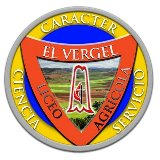 CARACTER
EL VERGEL
LICEO
AGRICOLA
CIENCIA
SERVICIO